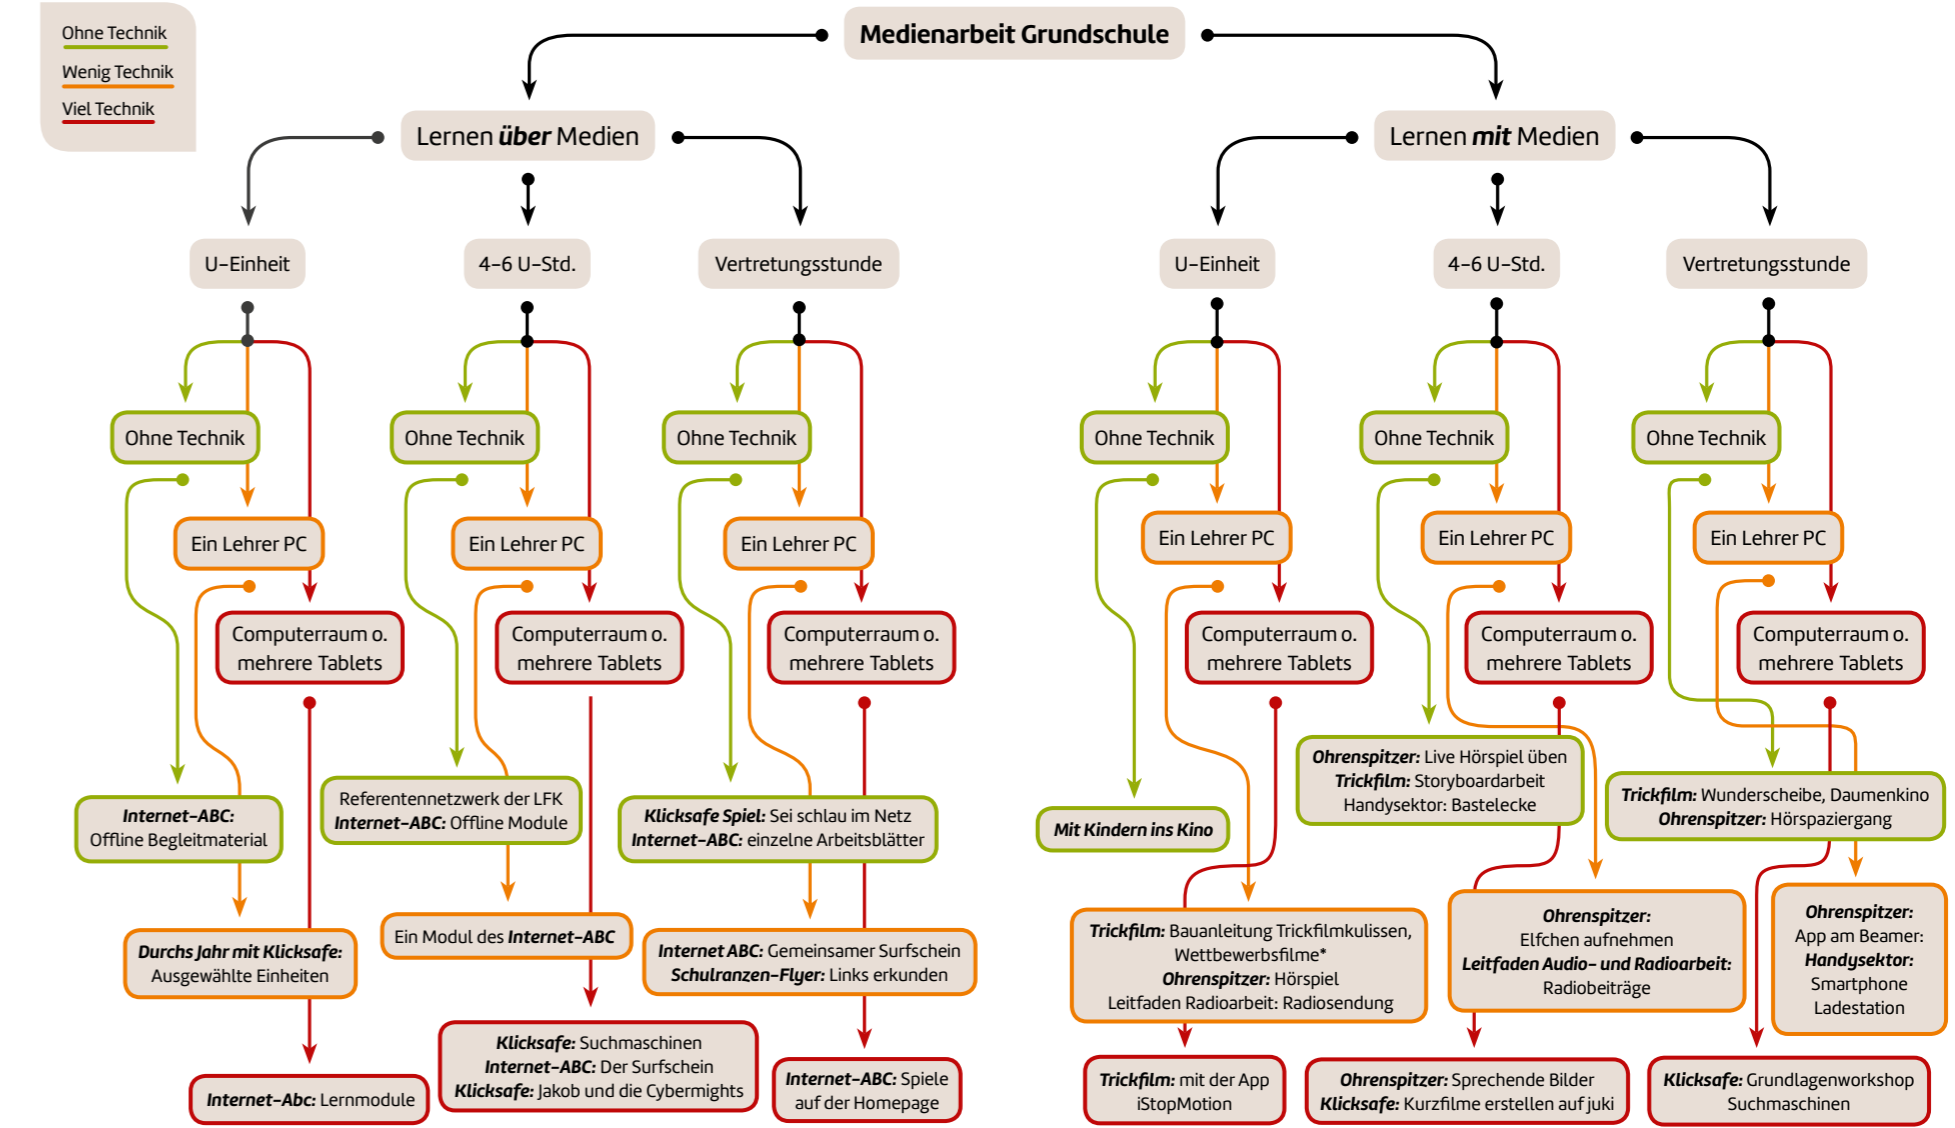 Ohne Technik
Wenig Technik
Viel Technik
Medienarbeit Grundschule
Lernen über Medien
Lernen mit Medien
U-Einheit
4-6 U-Std.
Vertretungsstunde
U-Einheit
4-6 U-Std.
Vertretungsstunde
Ohne Technik
Ohne Technik
Ohne Technik
Ohne Technik
Ohne Technik
Ohne Technik
Ein Lehrer PC
Ein Lehrer PC
Ein Lehrer PC
Ein Lehrer PC
Ein Lehrer PC
Ein Lehrer PC
Computerraum o.
mehrere Tablets
Computerraum o.
mehrere Tablets
Computerraum o.
mehrere Tablets
Computerraum o.
mehrere Tablets
Computerraum o.
mehrere Tablets
Computerraum o.
mehrere Tablets
Internet-ABC:
Offline Begleitmaterial
Referentennetzwerk der LFK
Internet-ABC: Offline Module
Klicksafe Spiel: Sei schlau im Netz
Internet-ABC: einzelne Arbeitsblätter
Mit Kindern ins Kino
Ohrenspitzer: Live Hörspiel üben
Trickfilm: Storyboardarbeit
Handysektor: Bastelecke
Trickfilm: Wunderscheibe, Daumenkino
Ohrenspitzer: Hörspaziergang
Durchs Jahr mit Klicksafe:
Ausgewählte Einheiten
Ein Modul des Internet-ABC
Internet ABC: Gemeinsamer Surfschein
Schulranzen-Flyer: Links erkunden
Trickfilm: Bauanleitung Trickfilmkulissen,
Wettbewerbsfilme*
Ohrenspitzer: Hörspiel
Leitfaden Radioarbeit: Radiosendung
Ohrenspitzer:
Elfchen aufnehmen
Leitfaden Audio- und Radioarbeit:
Radiobeiträge
Ohrenspitzer:
App am Beamer:
Handysektor:
Smartphone
Ladestation
Internet-Abc: Lernmodule
Klicksafe: Suchmaschinen
Internet-ABC: Der Surfschein
Klicksafe: Jakob und die Cybermights
Internet-ABC: Spiele
auf der Homepage
Trickfilm: mit der App
iStopMotion
Ohrenspitzer: Sprechende Bilder
Klicksafe: Kurzfilme erstellen auf juki
Klicksafe: Grundlagenworkshop
Suchmaschinen